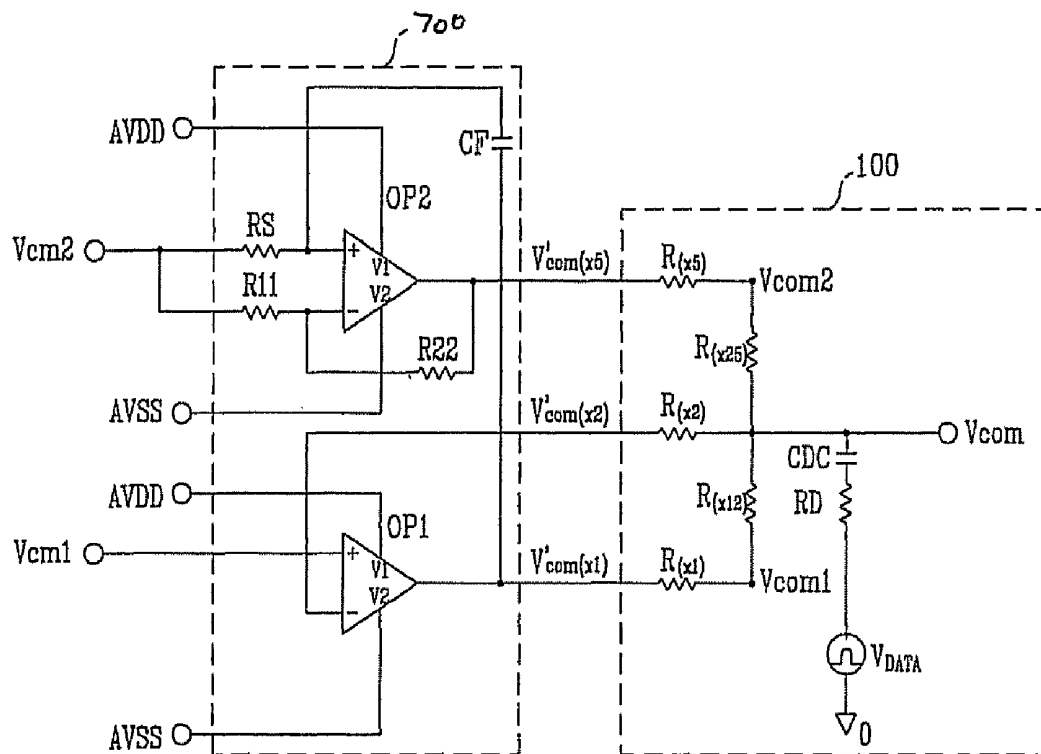 700
AVDD
CF
100
OP2
RS
Vcm2
+
V1
V'com(x5)
R(x5)
Vcom2
R11
V2
−
R22
R(x25)
AVSS
V'com(x2)
R(x2)
Vcom
CDC
AVDD
OP1
R(x12)
RD
Vcm1
+
V1
V'com(x1)
R(x1)
Vcom1
V2
−
VDATA
AVSS
0